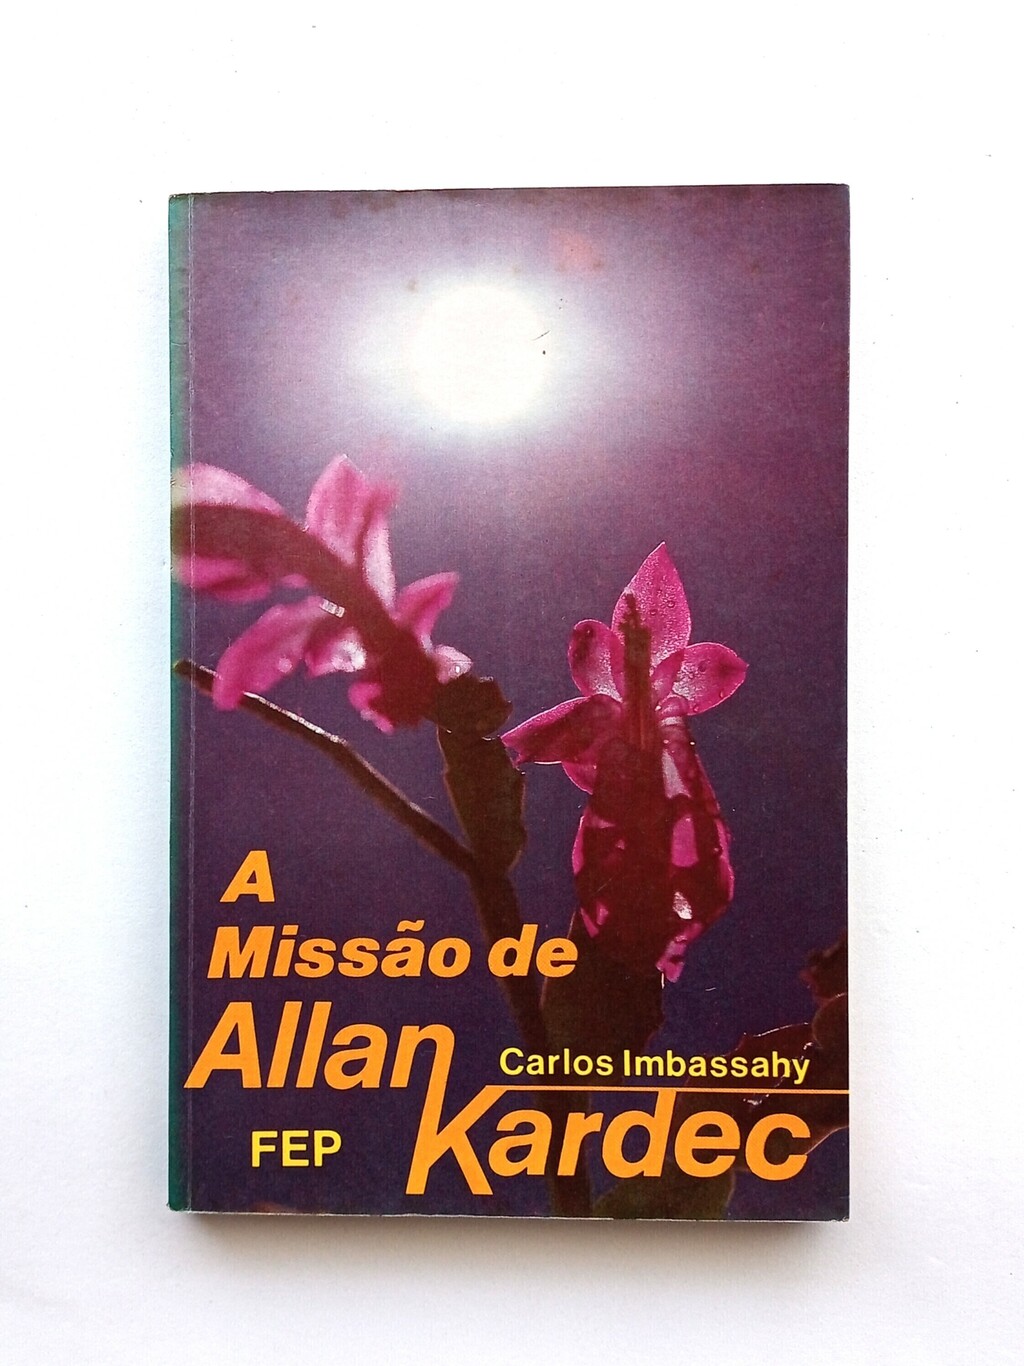 A
Missão de
Allan
Carlos Imbassahy
Kardec
FEP